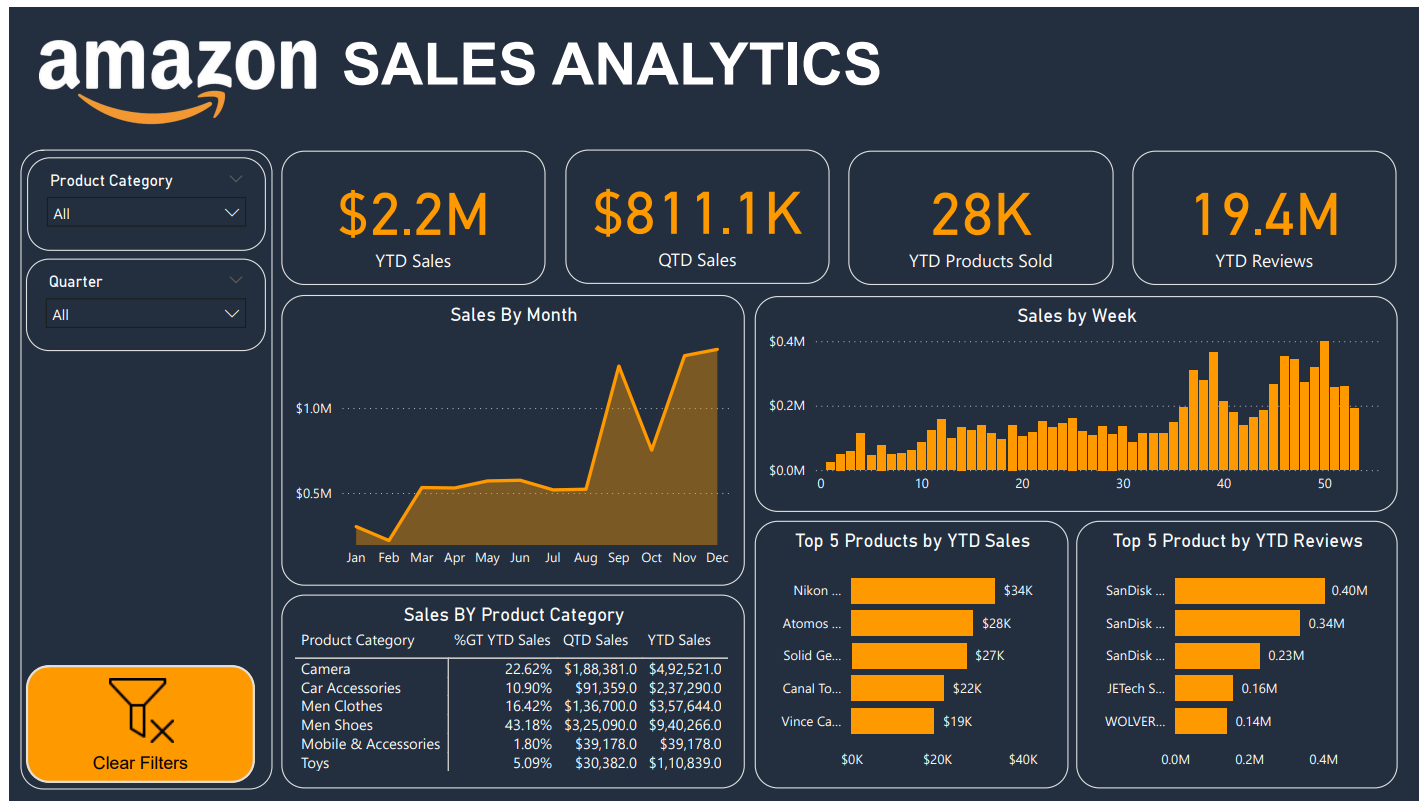 amazon SALES ANALYTICS
Product Category
All
Quarter
All
Clear Filters
$2.2M
YTD Sales
$811.1K
QTD Sales
28K
YTD Products Sold
19.4M
YTD Reviews
Sales By Month
$1.0M
$0.5M
Jan Feb Mar Apr May Jun Jul Aug Sep Oct Nov Dec
Sales by Week
$0.4M
$0.2M
$0.0M
0 10 20 30 40 50
Sales BY Product Category
Product Category %GT YTD Sales QTD Sales YTD Sales
Camera 22.62% $1,88,381.0 $4,92,521.0
Car Accessories 10.90% $91,359.0 $2,37,290.0
Men Clothes 16.42% $1,36,700.0 $3,57,644.0
Men Shoes 43.18% $3,25,090.0 $9,40,266.0
Mobile & Accessories 1.80% $39,178.0 $39,178.0
Toys 5.09% $30,382.0 $1,10,839.0
Top 5 Products by YTD Sales
Nikon ... $34K
Atomos ... $28K
Solid Ge... $27K
Canal To... $22K
Vince Ca... $19K
$0K $20K $40K
Top 5 Product by YTD Reviews
SanDisk ... 0.40M
SanDisk ... 0.34M
SanDisk ... 0.23M
JETech S... 0.16M
WOLVER... 0.14M
0.0M 0.2M 0.4M